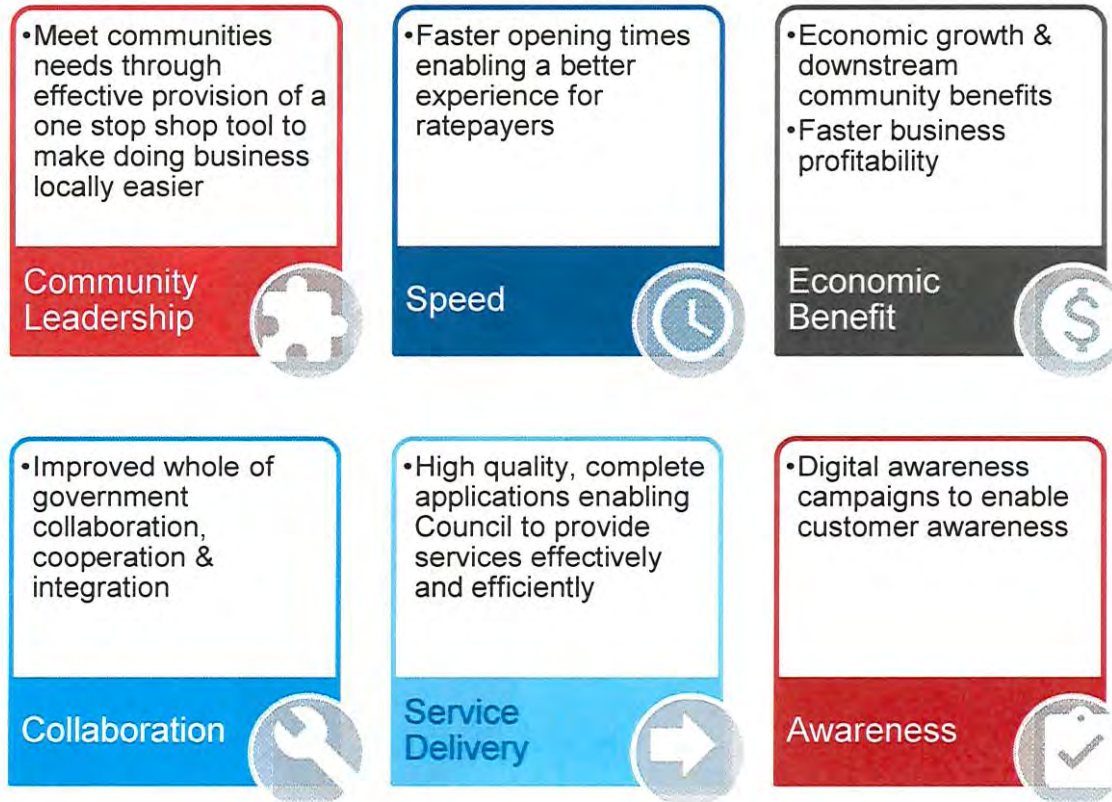 •Meet communities
needs through
effective provision of a
one stop shop tool to
make doing business
locally easier
Community
Leadership
•Faster opening times
enabling a better
experience for
ratepayers
Speed
•Economic growth &
downstream
community benefits
•Faster business
profitability
Economic
Benefit
$
•Improved whole of
government
collaboration,
cooperation &
integration
Collaboration
•High quality, complete
applications enabling
Council to provide
services effectively
and efficiently
Service
Delivery
•Digital awareness
campaigns to enable
customer awareness
Awareness